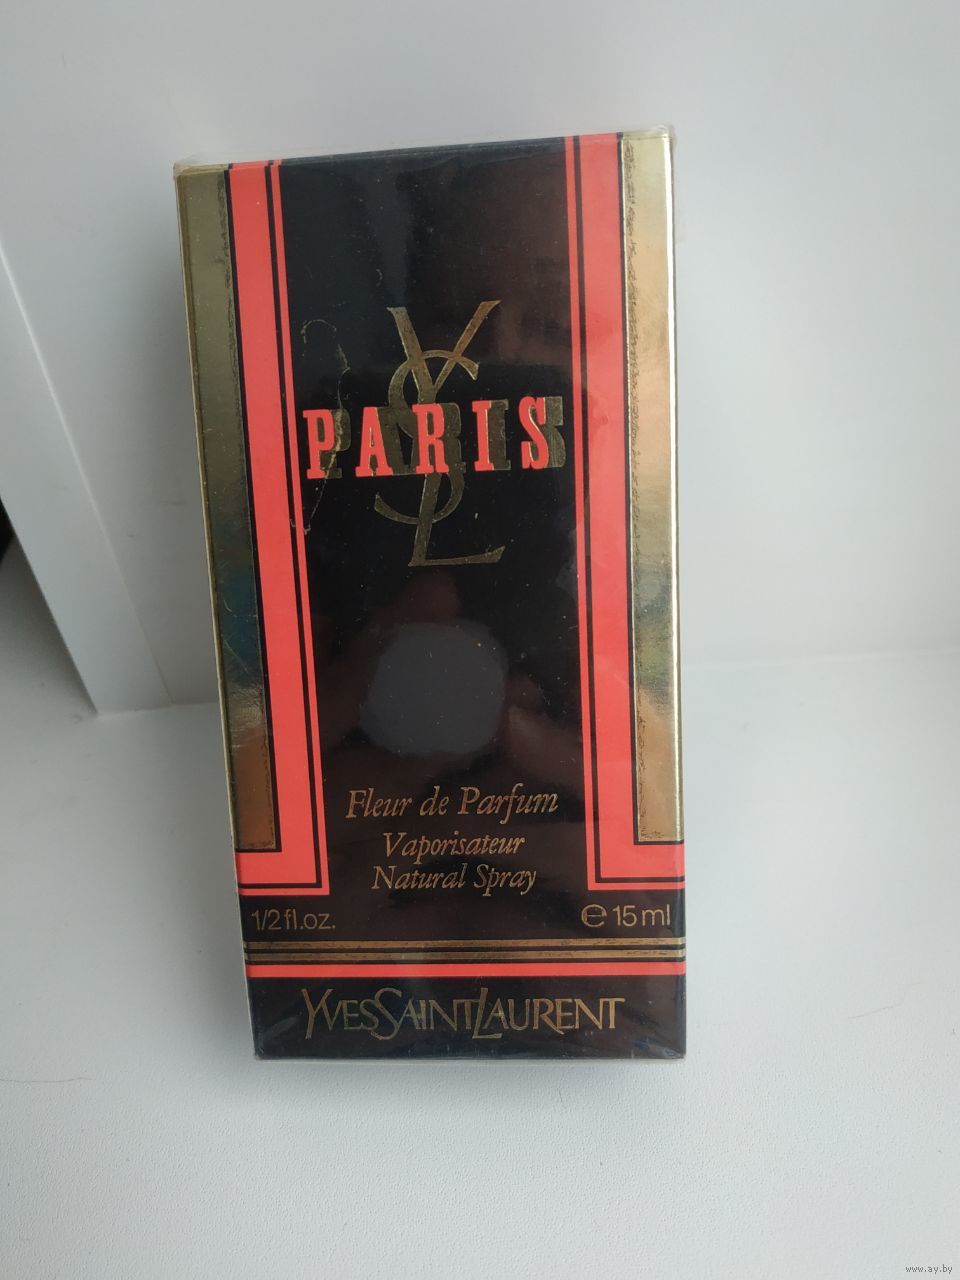 YSL
PARIS
Fleur de Parfum
Vaporisateur
Natural Spray
1/2 fl.oz. ℮ 15 ml
YVESSAINTLAURENT
www.ay.by